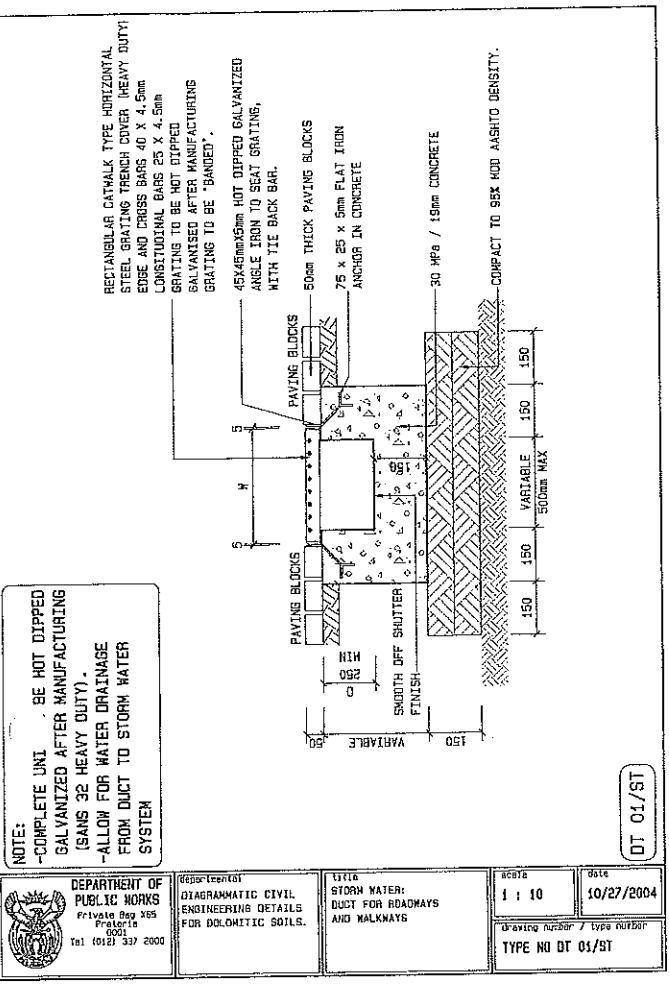 NOTE:
-COMPLETE UNI BE HOT DIPPED
GALVANIZED AFTER MANUFACTURING
(SANS 32 HEAVY DUTY).
-ALLOW FOR WATER DRAINAGE
FROM DUCT TO STORM WATER
SYSTEM
RECTANGULAR CATWALK TYPE HORIZONTAL
STEEL GRATING TRENCH COVER (HEAVY DUTY)
EDGE AND CROSS BARS 40 X 4.5mm
LONGITUDINAL BARS 25 X 4.5mm
GRATING TO BE HOT DIPPED
GALVANISED AFTER MANUFACTURING
GRATING TO BE "BANDED".
45X45mmX5mm HOT DIPPED GALVANIZED
ANGLE IRON TO SEAT GRATING,
WITH TIE BACK BAR.
50mm THICK PAVING BLOCKS
75 x 25 x 5mm FLAT IRON
ANCHOR IN CONCRETE
30 MPa / 19mm CONCRETE
COMPACT TO 95% MOD AASHTO DENSITY.
5
W
5
PAVING BLOCKS
PAVING BLOCKS
50
VARIABLE
150
D
250
MIN
150
SMOOTH OFF SHUTTER
FINISH
150
150
VARIABLE
500mm MAX
150
150
DT 01/ST
DEPARTMENT OF
PUBLIC WORKS
Private Bag X65
Pretoria
0001
Tel (012) 337 2000
departmental
DIAGRAMMATIC CIVIL
ENGINEERING DETAILS
FOR DOLOMITIC SOILS.
title
STORM WATER:
DUCT FOR ROADWAYS
AND WALKWAYS
scale
1 : 10
date
10/27/2004
drawing number / type number
TYPE NO DT 01/ST